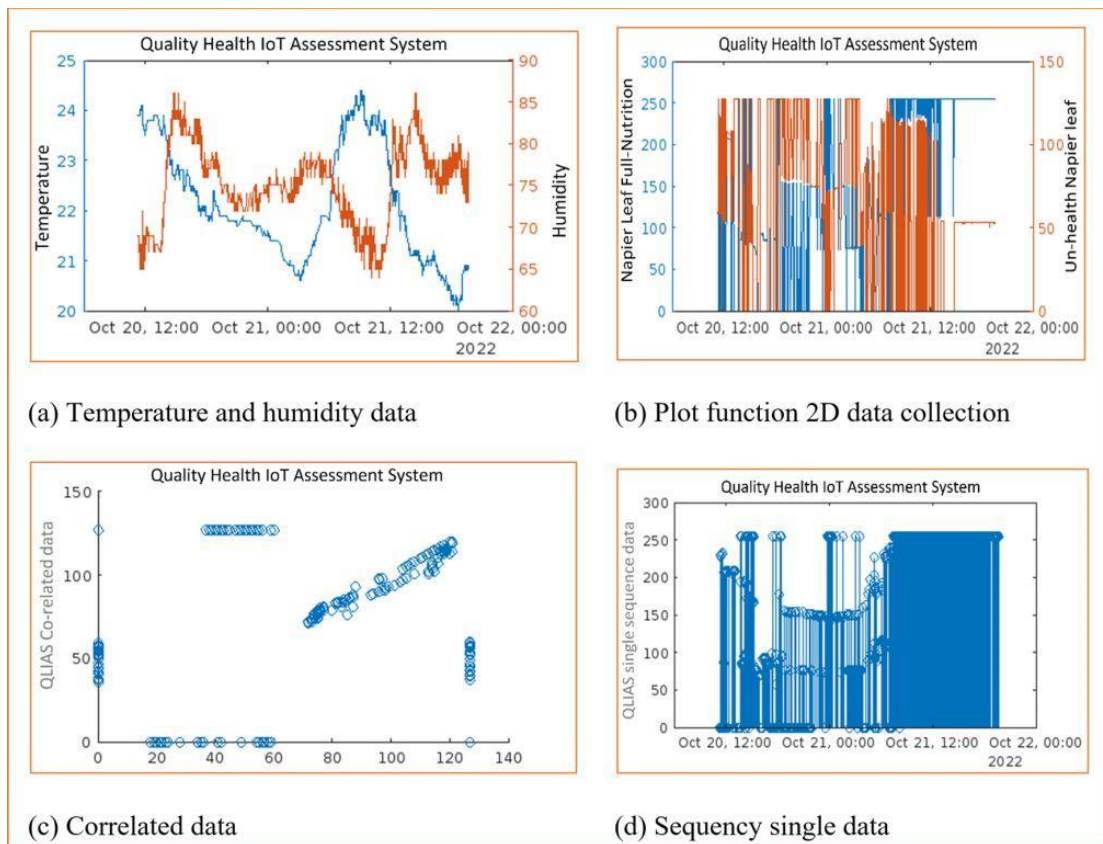 Quality Health IoT Assessment System
25
24
23
22
21
20
Temperature
90
85
80
75
70
65
60
Humidity
Oct 20, 12:00 Oct 21, 00:00 Oct 21, 12:00 Oct 22, 00:00
2022
(a) Temperature and humidity data
Quality Health IoT Assessment System
300
250
200
150
100
50
0
Napier Leaf Full-Nutrition
150
100
50
0
Un-health Napier leaf
Oct 20, 12:00 Oct 21, 00:00 Oct 21, 12:00 Oct 22, 00:00
2022
(b) Plot function 2D data collection
Quality Health IoT Assessment System
150
100
50
0
QLIAS Co-related data
0 20 40 60 80 100 120 140
(c) Correlated data
Quality Health IoT Assessment System
300
250
200
150
100
50
0
QLIAS single sequence data
Oct 20, 12:00 Oct 21, 00:00 Oct 21, 12:00 Oct 22, 00:00
2022
(d) Sequency single data